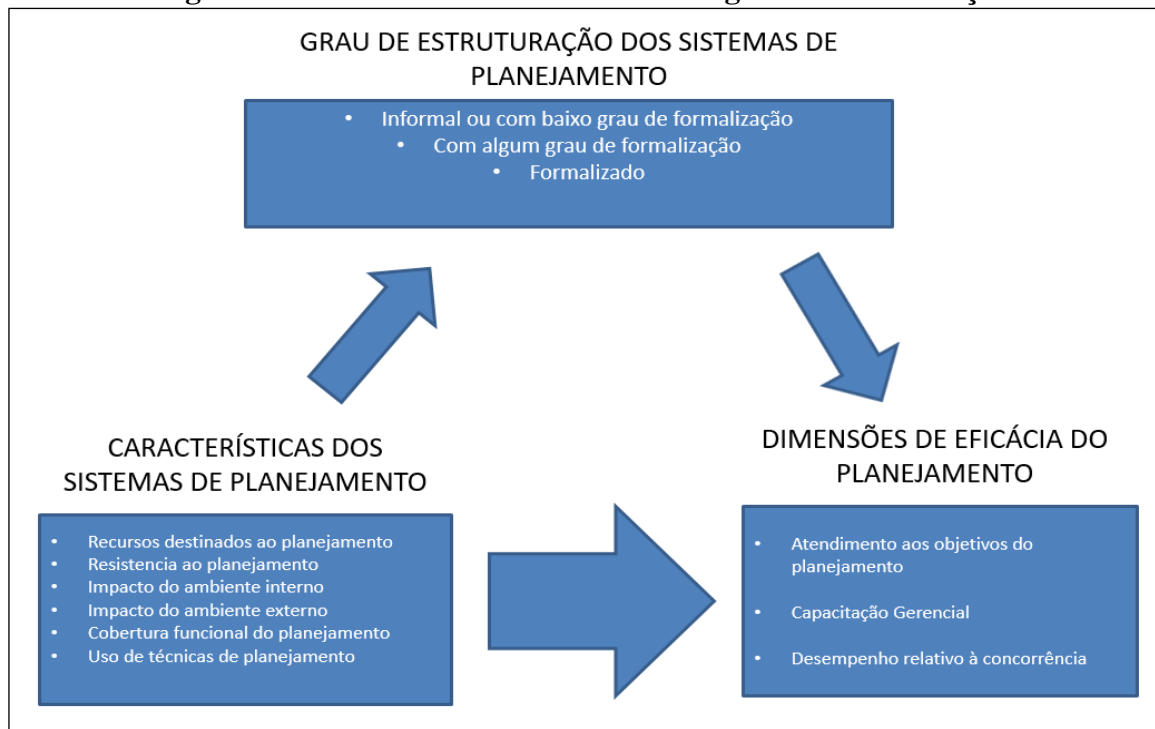 GRAU DE ESTRUTURAÇÃO DOS SISTEMAS DE
PLANEJAMENTO
• Informal ou com baixo grau de formalização
• Com algum grau de formalização
• Formalizado
CARACTERÍSTICAS DOS
SISTEMAS DE PLANEJAMENTO
• Recursos destinados ao planejamento
• Resistencia ao planejamento
• Impacto do ambiente interno
• Impacto do ambiente externo
• Cobertura funcional do planejamento
• Uso de técnicas de planejamento
DIMENSÕES DE EFICÁCIA DO
PLANEJAMENTO
• Atendimento aos objetivos do
planejamento
• Capacitação Gerencial
• Desempenho relativo à concorrência